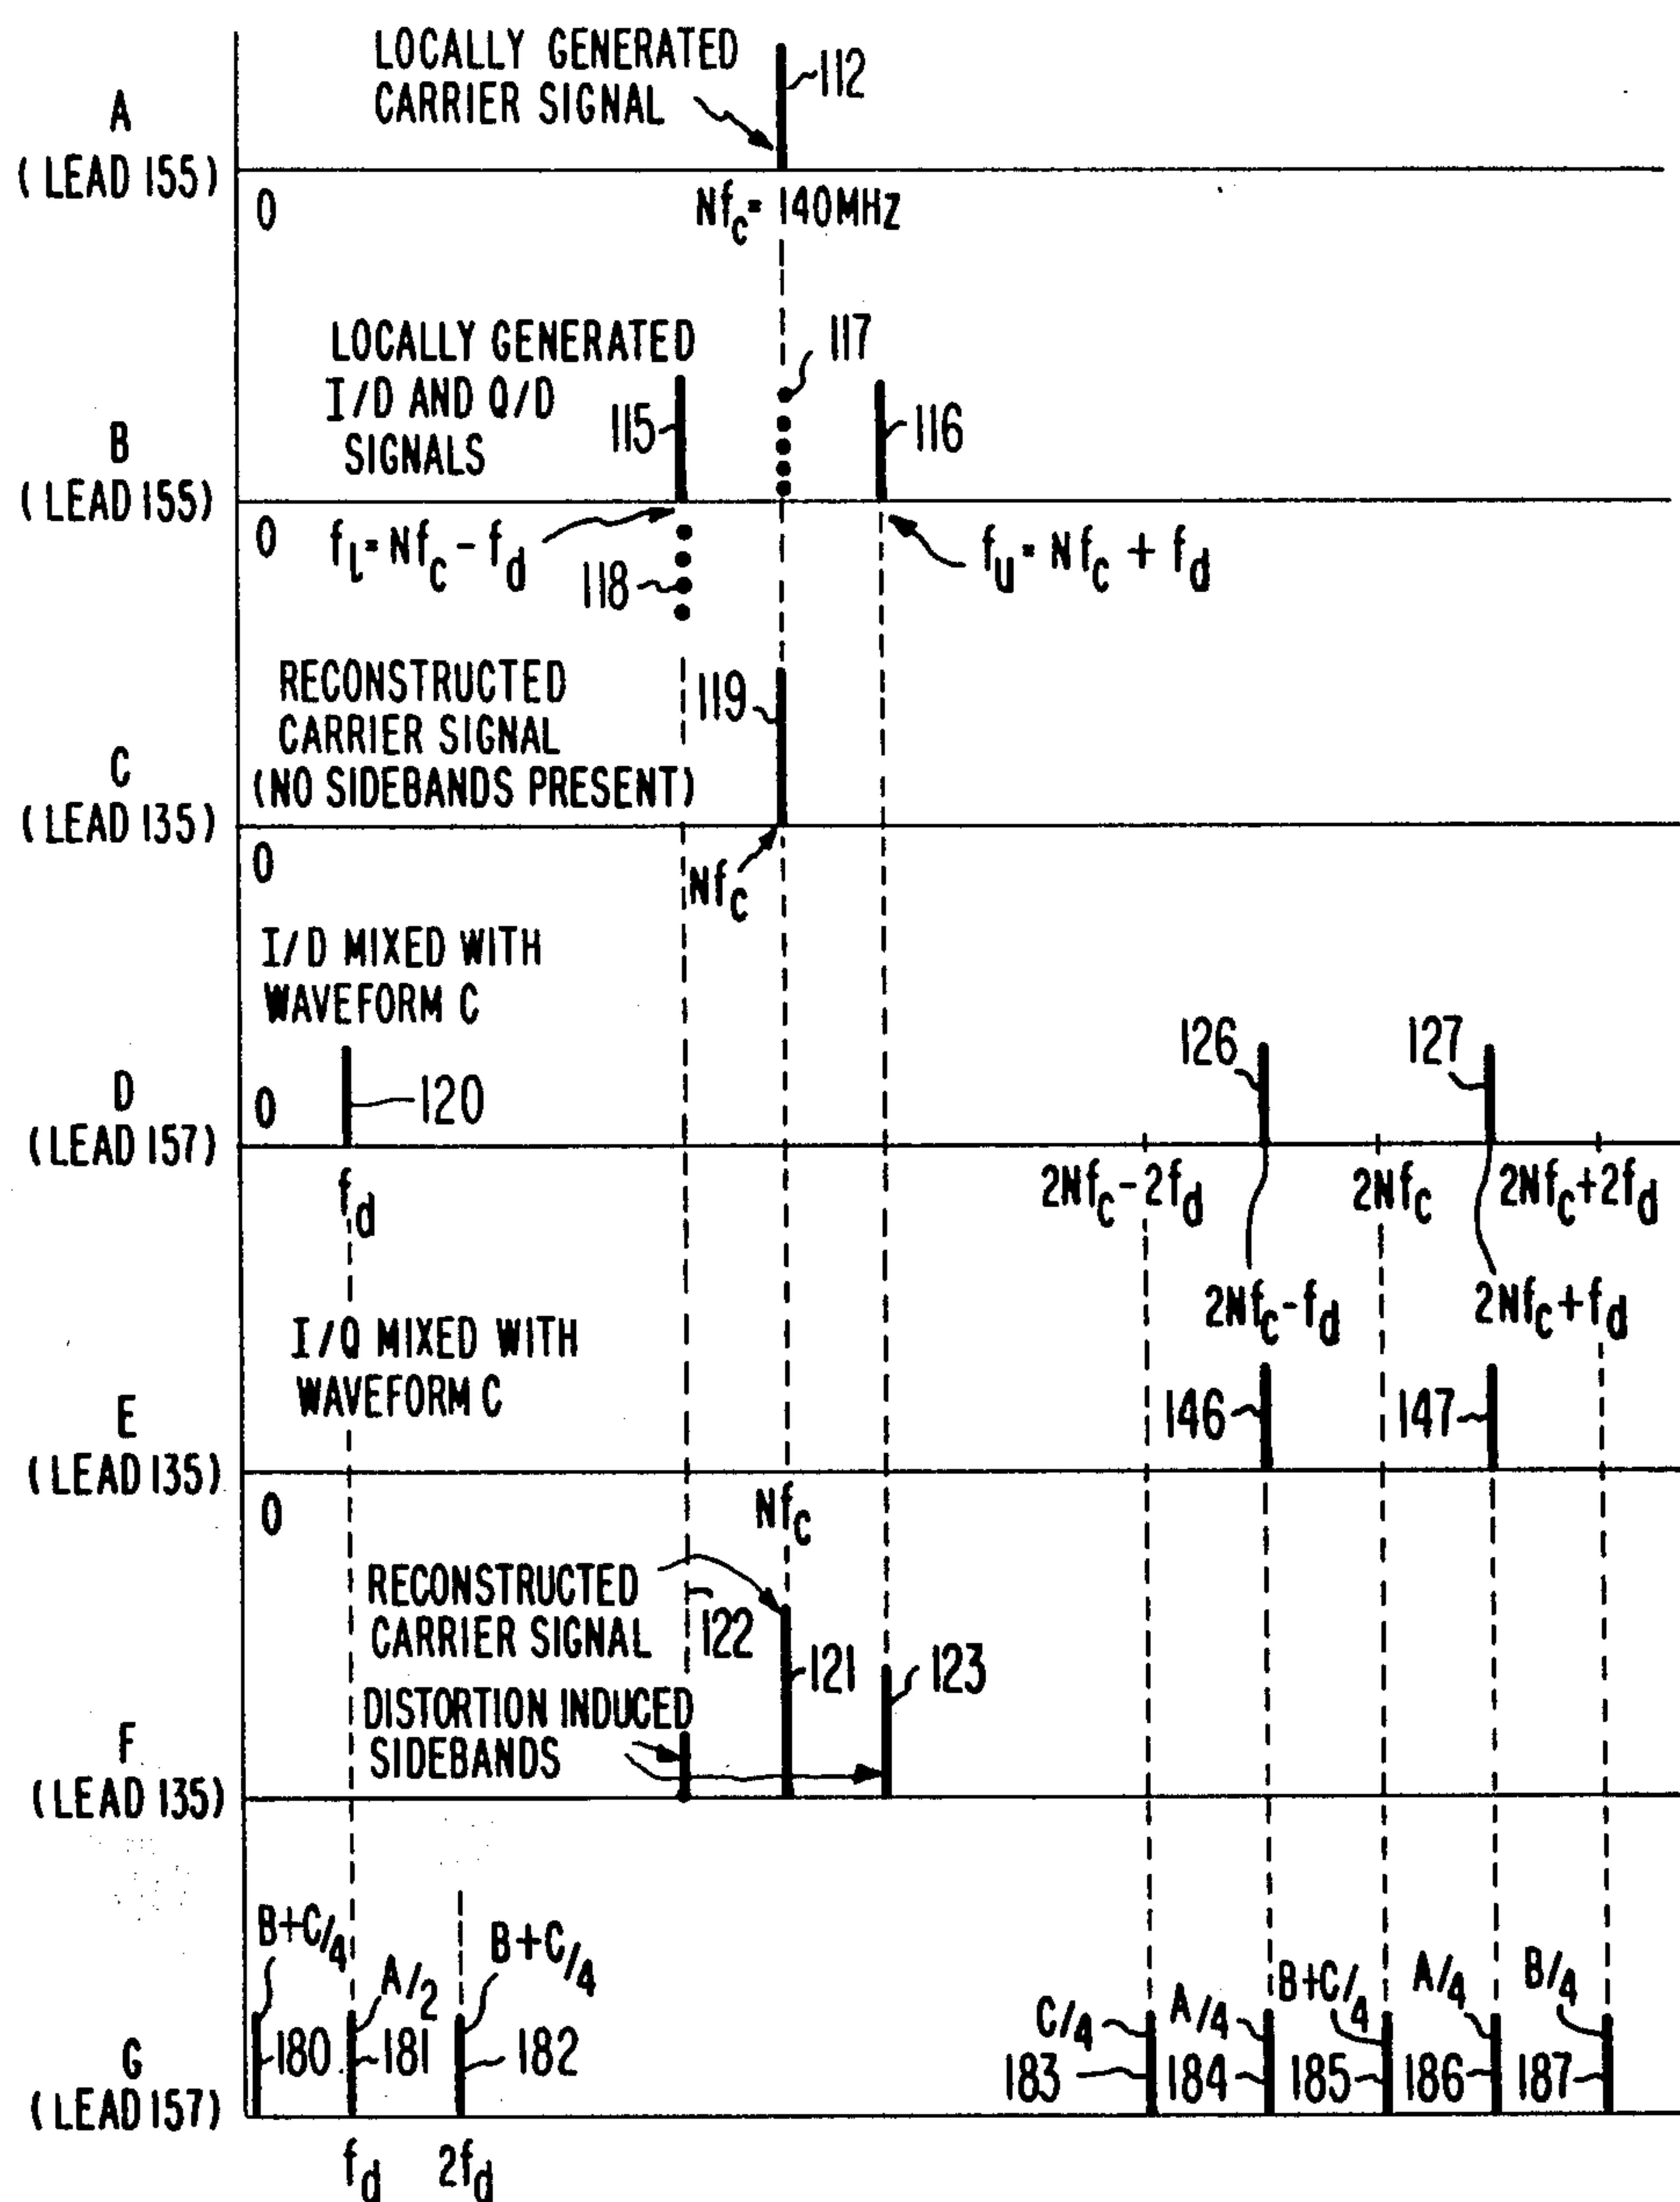 LOCALLY GENERATED
CARRIER SIGNAL
112
A
(LEAD 155)
0
Nfc = 140MHZ
LOCALLY GENERATED
I/D AND Q/D
SIGNALS
115
117
116
B
(LEAD 155)
0
fl = Nfc - fd
118
fu = Nfc + fd
RECONSTRUCTED
CARRIER SIGNAL
(NO SIDEBANDS PRESENT)
119
C
(LEAD 135)
0
Nfc
I/D MIXED WITH
WAVEFORM C
126
127
D
(LEAD 157)
0
120
fd
2Nfc-2fd
2Nfc
2Nfc+2fd
2Nfc-fd
2Nfc+fd
I/Q MIXED WITH
WAVEFORM C
146
147
E
(LEAD 135)
0
Nfc
RECONSTRUCTED
CARRIER SIGNAL
122
121
123
DISTORTION INDUCED
SIDEBANDS
F
(LEAD 135)
B+C/4
A/2
B+C/4
C/4
A/4
B+C/4
A/4
B/4
G
(LEAD 157)
180
181
182
183
184
185
186
187
fd
2fd